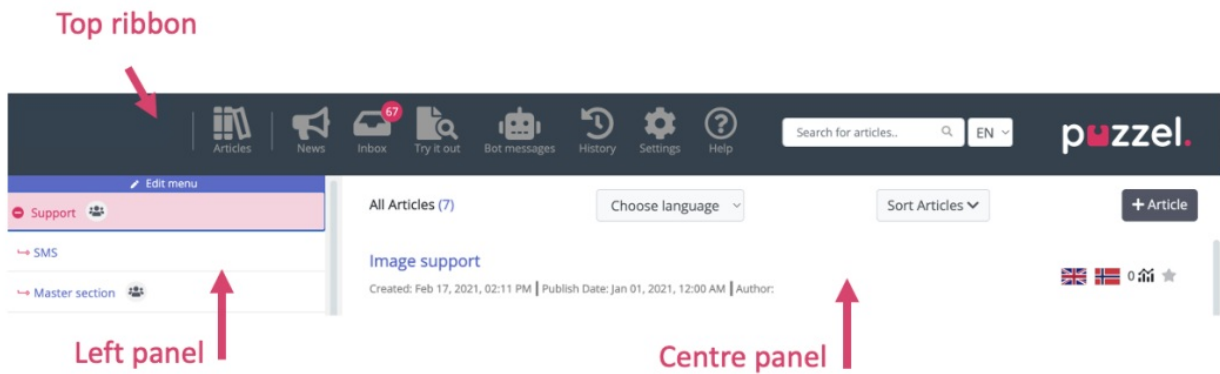 Top ribbon
67
Articles
News
Inbox
Try it out
Bot messages
History
Settings
Help
Search for articles..
EN
puzzel.
Edit menu
Support
All Articles (7)
Choose language
Sort Articles
+ Article
SMS
Image support
Created: Feb 17, 2021, 02:11 PM | Publish Date: Jan 01, 2021, 12:00 AM | Author:
0
Master section
Left panel
Centre panel